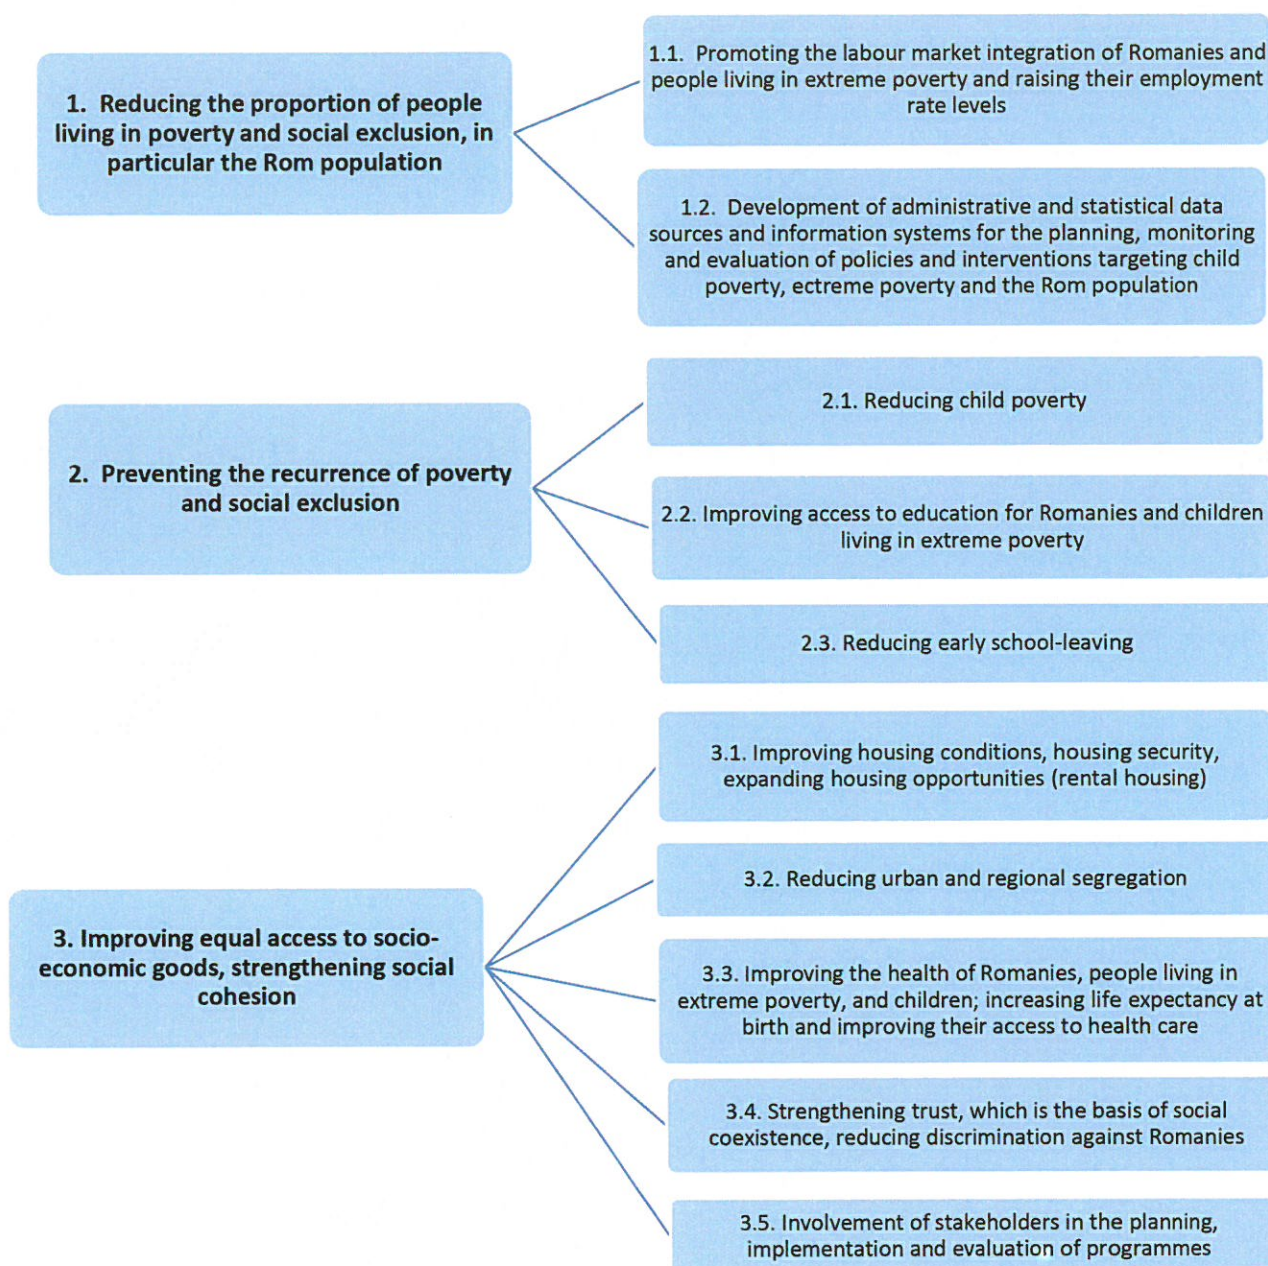 1. Reducing the proportion of people
living in poverty and social exclusion, in
particular the Rom population
1.1. Promoting the labour market integration of Romanies and
people living in extreme poverty and raising their employment
rate levels
1.2. Development of administrative and statistical data
sources and information systems for the planning, monitoring
and evaluation of policies and interventions targeting child
poverty, ectreme poverty and the Rom population
2. Preventing the recurrence of poverty
and social exclusion
2.1. Reducing child poverty
2.2. Improving access to education for Romanies and children
living in extreme poverty
2.3. Reducing early school-leaving
3. Improving equal access to socio-
economic goods, strengthening social
cohesion
3.1. Improving housing conditions, housing security,
expanding housing opportunities (rental housing)
3.2. Reducing urban and regional segregation
3.3. Improving the health of Romanies, people living in
extreme poverty, and children; increasing life expectancy at
birth and improving their access to health care
3.4. Strengthening trust, which is the basis of social
coexistence, reducing discrimination against Romanies
3.5. Involvement of stakeholders in the planning,
implementation and evaluation of programmes